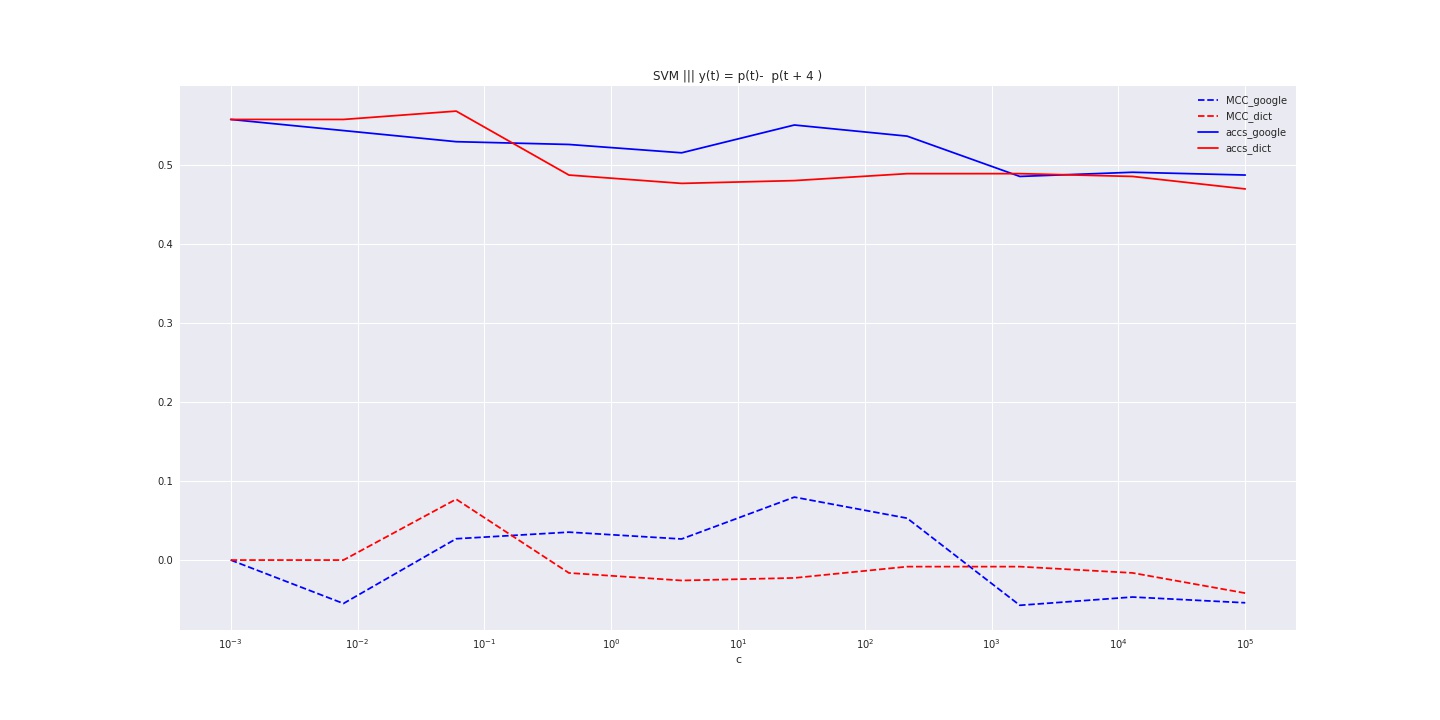 SVM ||| y(t) = p(t)-  p(t + 4 )
MCC_google
MCC_dict
accs_google
accs_dict
0.5
0.4
0.3
0.2
0.1
0.0
10⁻³ 10⁻² 10⁻¹ 10⁰ 10¹ 10² 10³ 10⁴ 10⁵
c